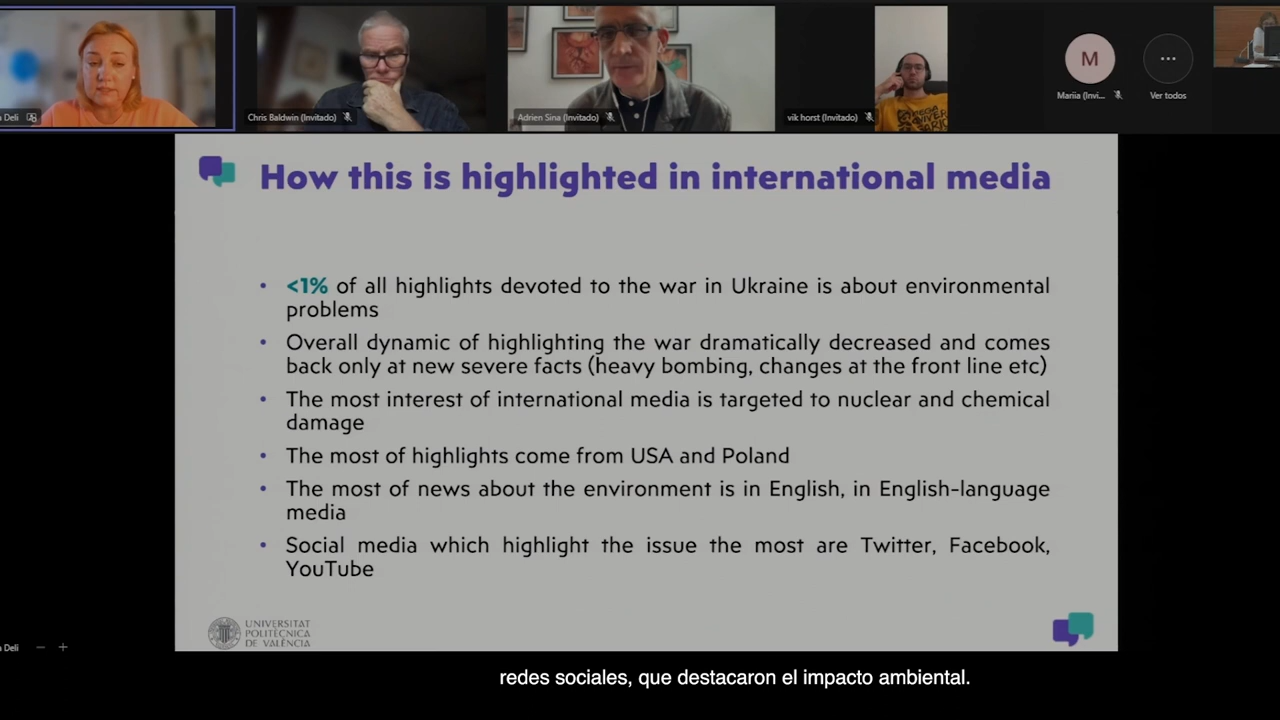 a Deli
Chris Baldwin (Invitado)
Adrien Sina (Invitado)
vik horst (Invitado)
M
Mariia (Invi...
Ver todos
How this is highlighted in international media
• <1% of all highlights devoted to the war in Ukraine is about environmental
problems
• Overall dynamic of highlighting the war dramatically decreased and comes
back only at new severe facts (heavy bombing, changes at the front line etc)
• The most interest of international media is targeted to nuclear and chemical
damage
• The most of highlights come from USA and Poland
• The most of news about the environment is in English, in English-language
media
• Social media which highlight the issue the most are Twitter, Facebook,
YouTube
UNIVERSITAT
POLITÈCNICA
DE VALÈNCIA
a Deli
redes sociales, que destacaron el impacto ambiental.